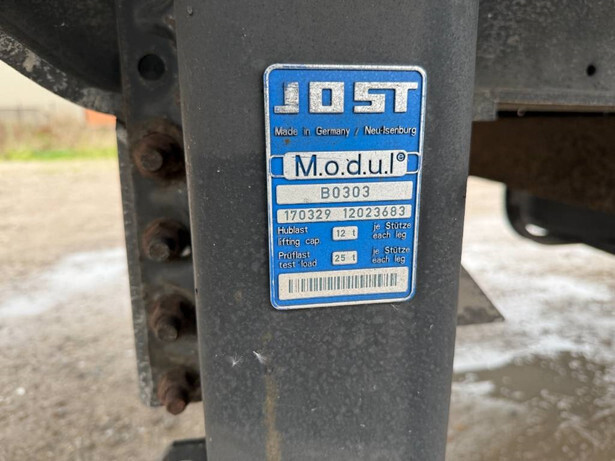 JOST
Made in Germany / Neu-Isenburg
M.o.d.u.l©
B0303
170329 12023683
Hublast 12 t je Stütze
lifting cap. each leg
Prüflast 25 t je Stütze
test-load each leg